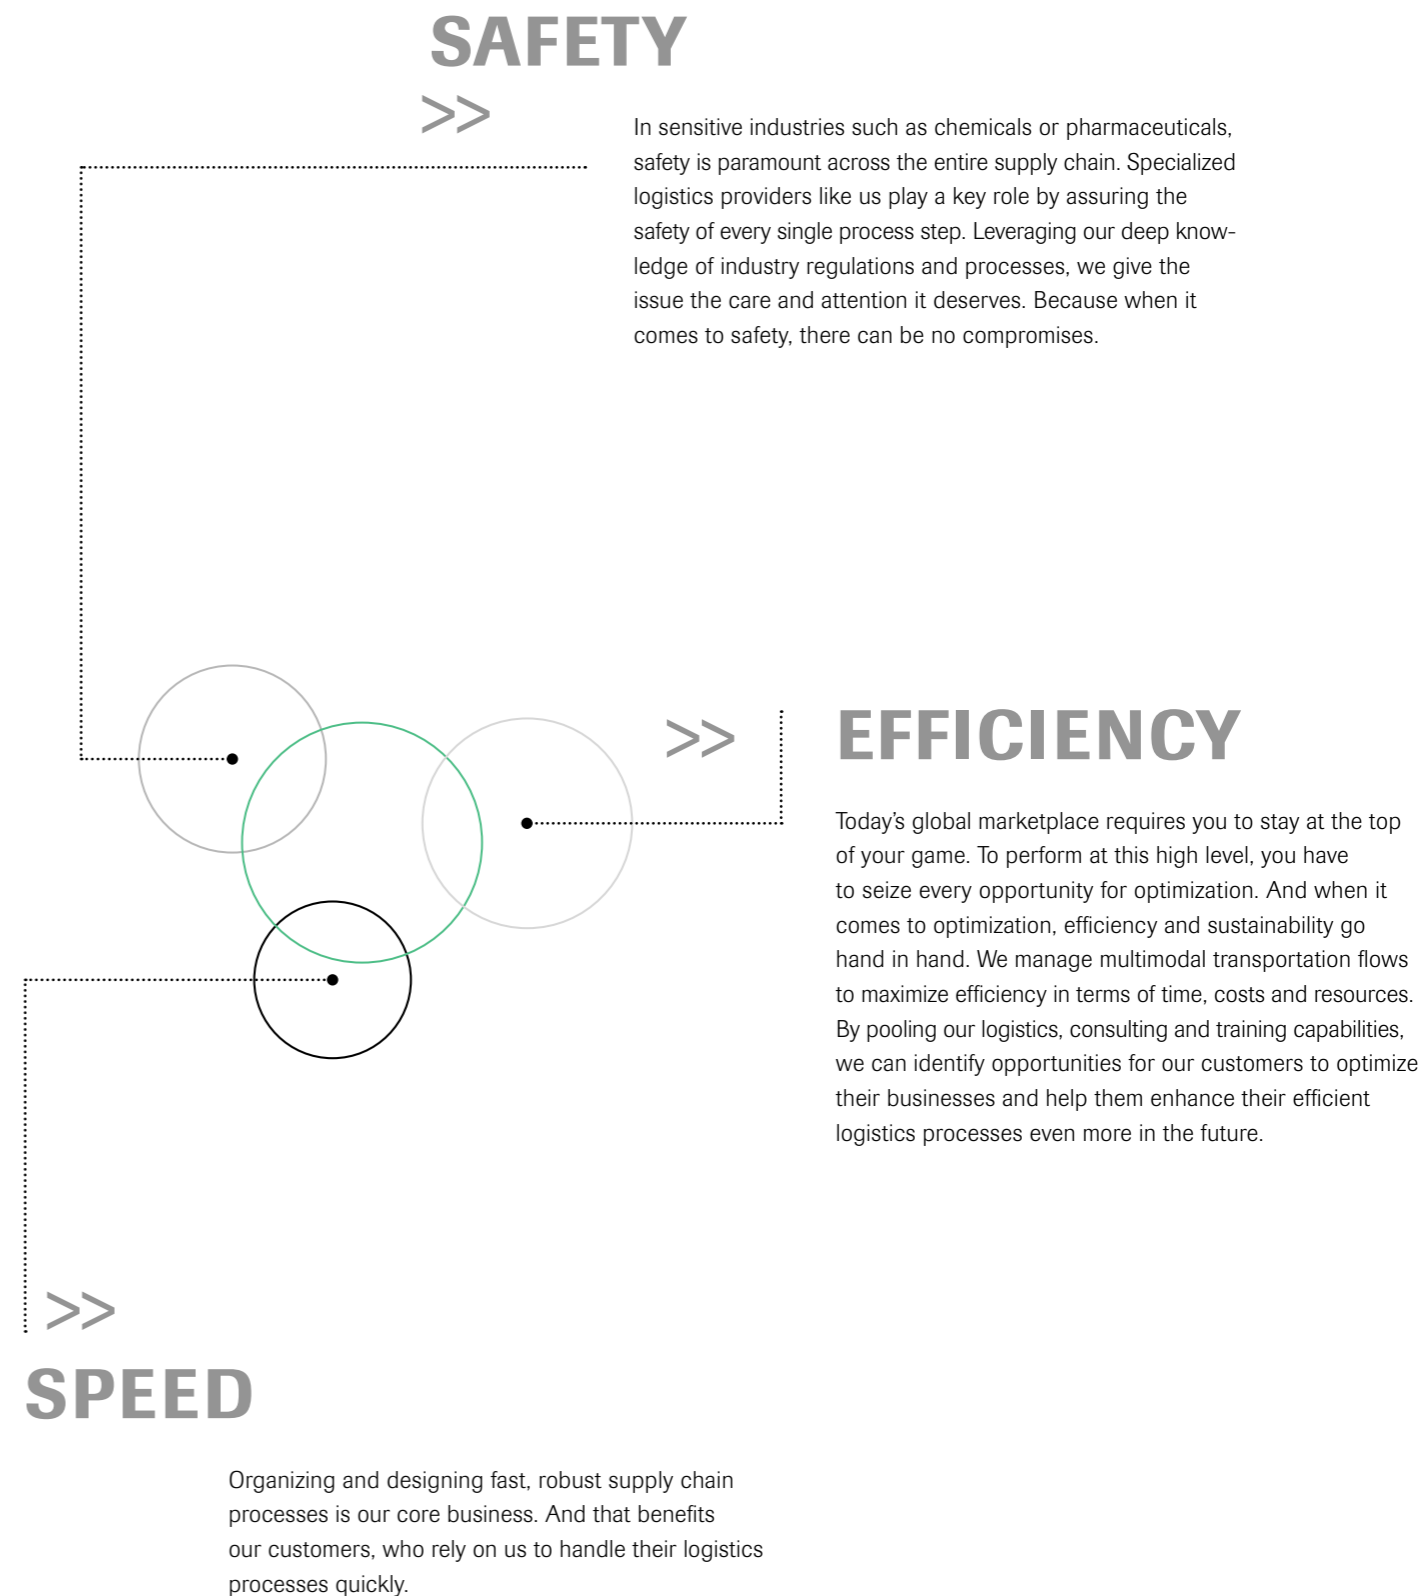 SAFETY
>>
In sensitive industries such as chemicals or pharmaceuticals,
safety is paramount across the entire supply chain. Specialized
logistics providers like us play a key role by assuring the
safety of every single process step. Leveraging our deep know-
ledge of industry regulations and processes, we give the
issue the care and attention it deserves. Because when it
comes to safety, there can be no compromises.
>>
EFFICIENCY
Today’s global marketplace requires you to stay at the top
of your game. To perform at this high level, you have
to seize every opportunity for optimization. And when it
comes to optimization, efficiency and sustainability go
hand in hand. We manage multimodal transportation flows
to maximize efficiency in terms of time, costs and resources.
By pooling our logistics, consulting and training capabilities,
we can identify opportunities for our customers to optimize
their businesses and help them enhance their efficient
logistics processes even more in the future.
>>
SPEED
Organizing and designing fast, robust supply chain
processes is our core business. And that benefits
our customers, who rely on us to handle their logistics
processes quickly.